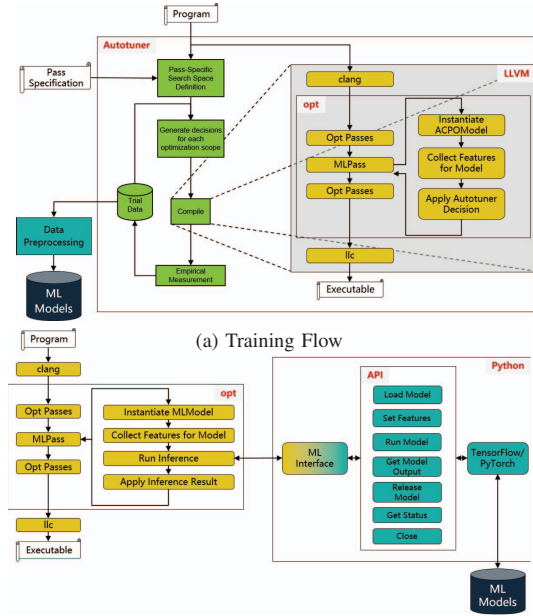 Program
Autotuner
Pass
Specification
Pass-Specific
Search Space
Definition
Generate decisions
for each
optimization scope
Trial
Data
Compile
Empirical
Measurement
Data
Preprocessing
ML
Models
LLVM
clang
opt
Opt Passes
MLPass
Opt Passes
Instantiate
ACPOModel
Collect Features
for Model
Apply Autotuner
Decision
llc
Executable
(a) Training Flow
Program
clang
opt
Opt Passes
MLPass
Opt Passes
Instantiate MLModel
Collect Features for Model
Run Inference
Apply Inference Result
llc
Executable
Python
ML
Interface
API
Load Model
Set Features
Run Model
Get Model
Output
Release
Model
Get Status
Close
TensorFlow/
PyTorch
ML
Models